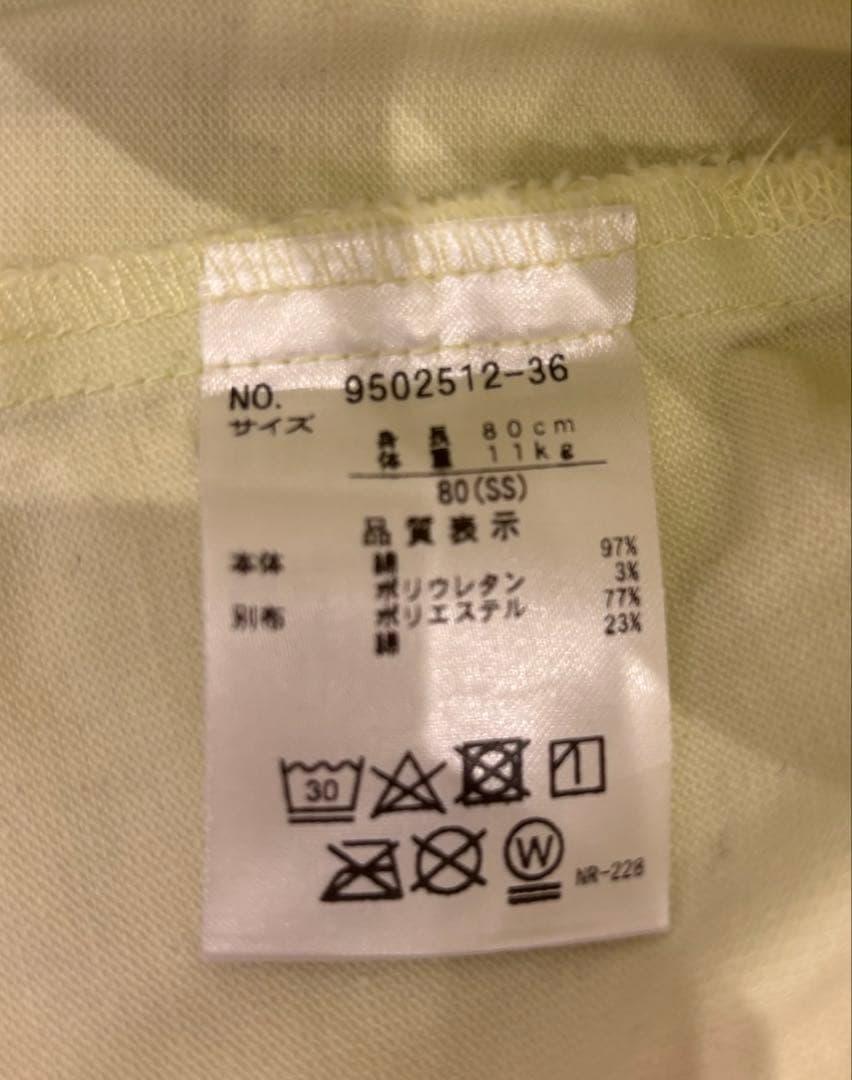 NO. 9502512-36
サイズ
身長 80cm
体重 11kg
80(SS)
品質表示
本体 綿 97%
ポリウレタン 3%
別布 ポリエステル 77%
綿 23%
30
W NR-228